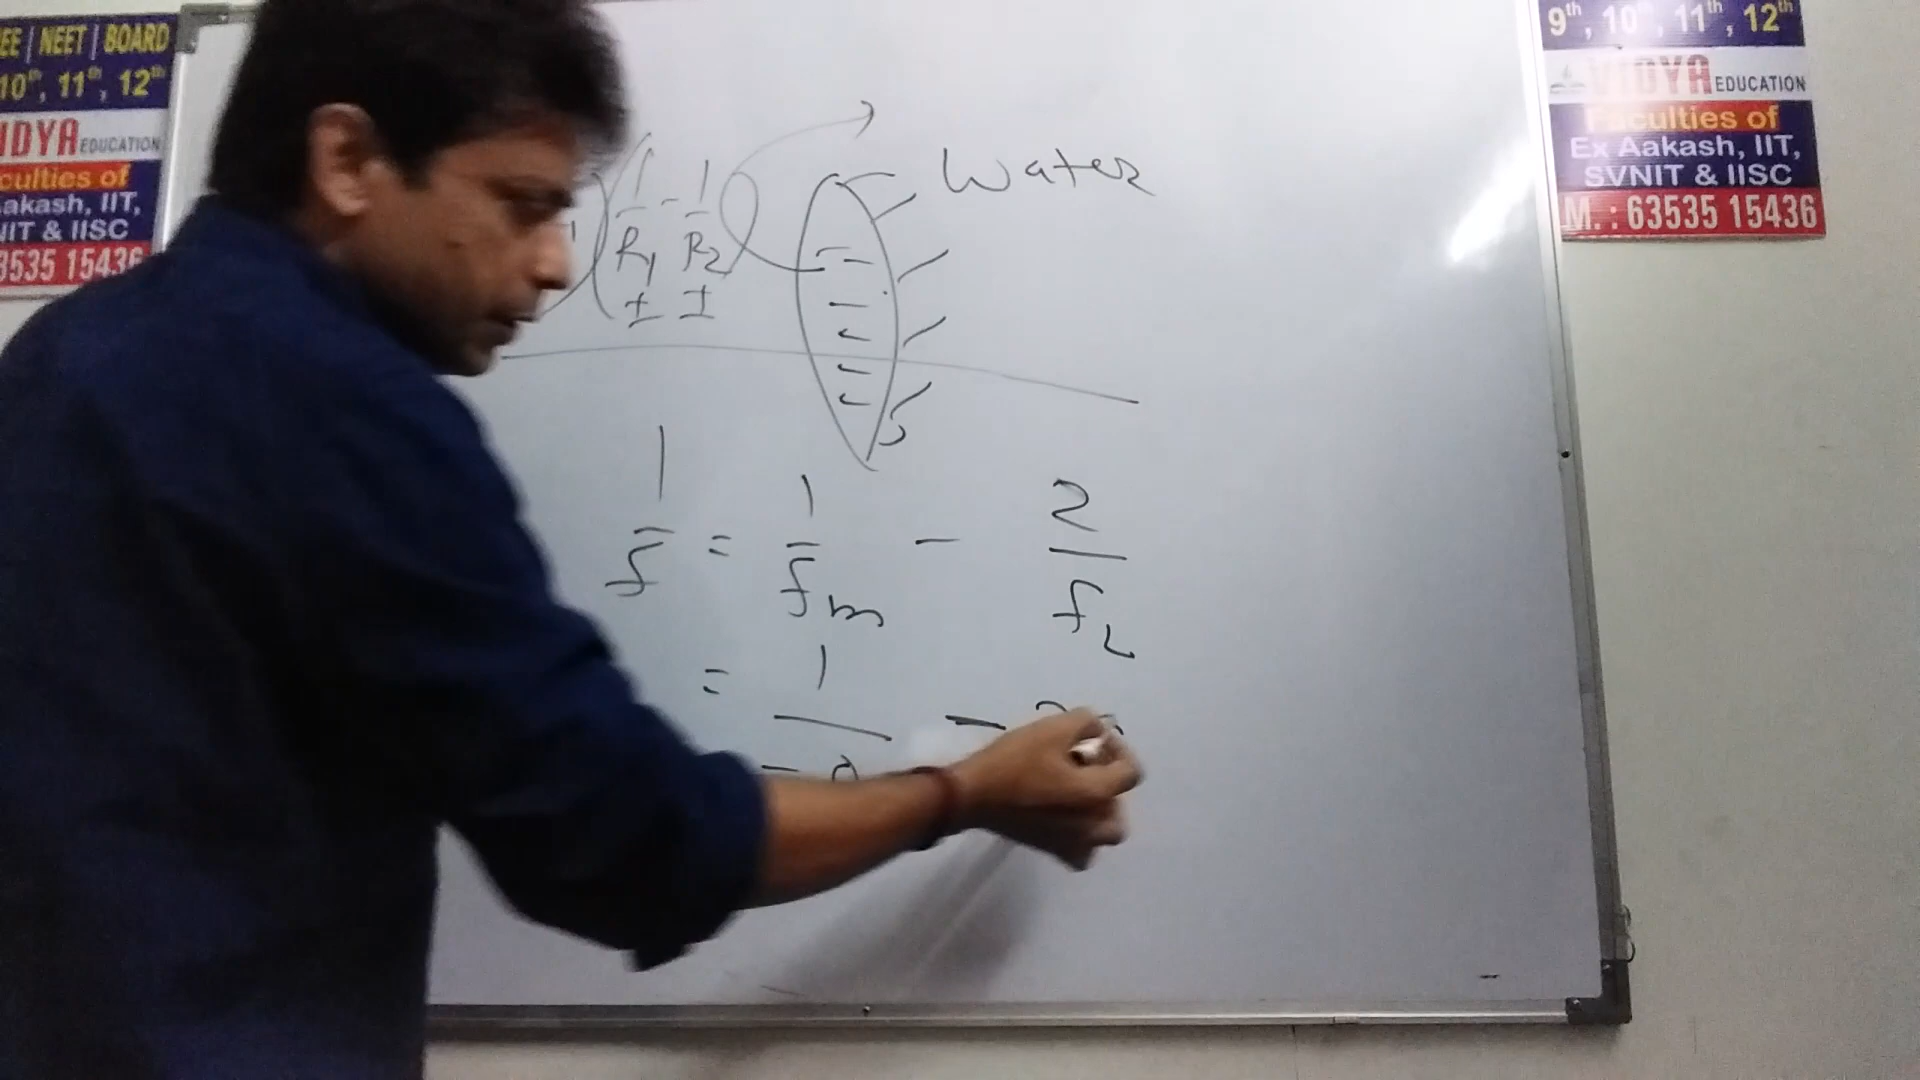 EE | NEET | BOARD
10th, 11th, 12th
IDYA EDUCATION
culties of
akash, IIT,
NIT & IISC
3535 15436
9th, 10th, 11th, 12th
VIDYA EDUCATION
Faculties of
Ex Aakash, IIT,
SVNIT & IISC
M. : 63535 15436
Water
1/R1 - 1/R2
± ±
1/f = 1/fm - 2/fL
= 1/ -